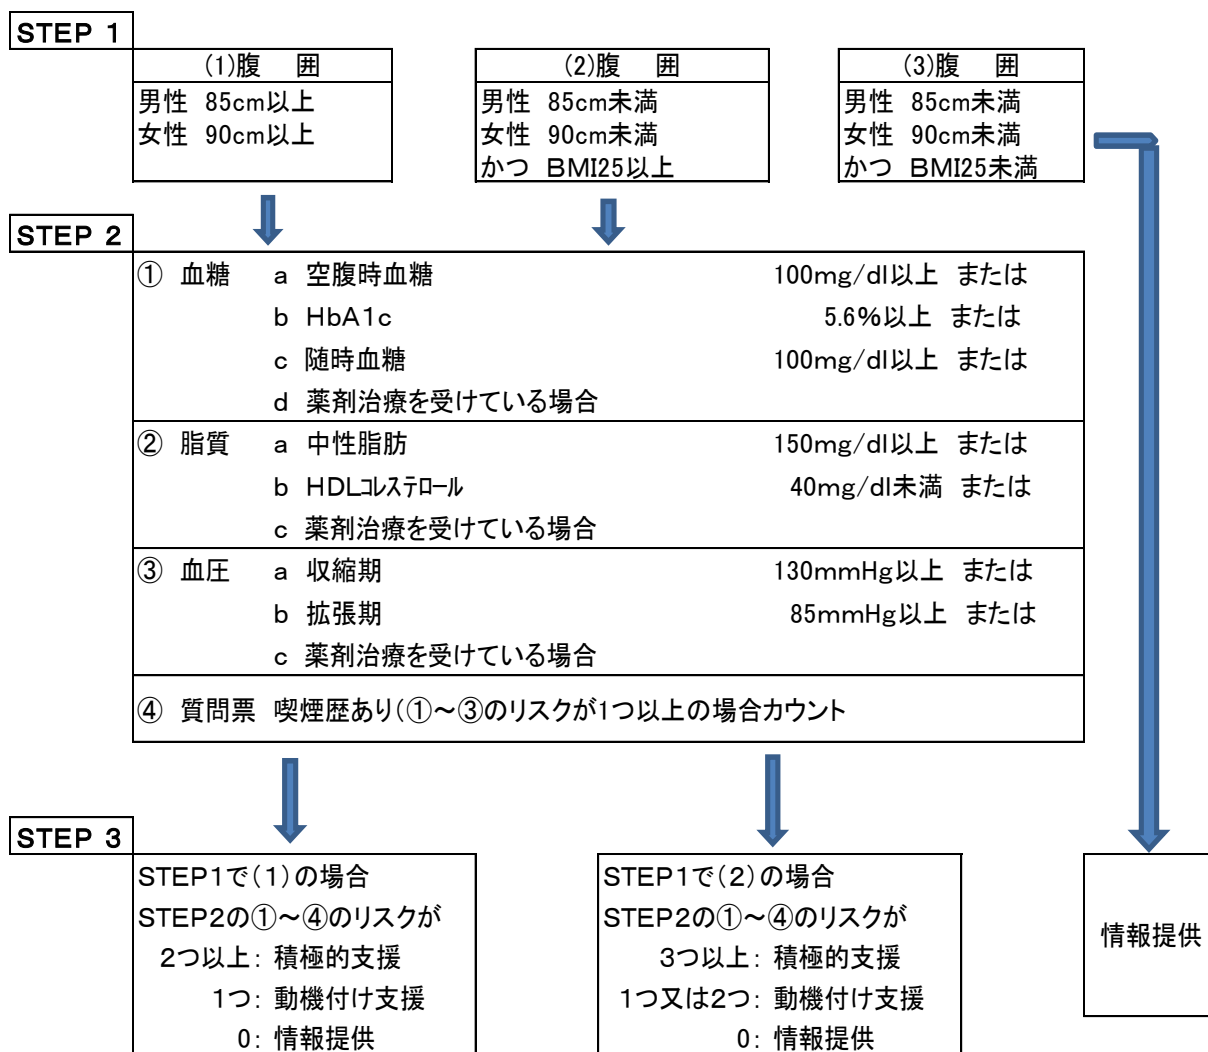 STEP 1
(1)腹　囲
男性 85cm以上
女性 90cm以上
(2)腹　囲
男性 85cm未満
女性 90cm未満
かつ BMI25以上
(3)腹　囲
男性 85cm未満
女性 90cm未満
かつ BMI25未満
STEP 2
① 血糖 a 空腹時血糖 100mg/dl以上 または
b HbA1c 5.6%以上 または
c 随時血糖 100mg/dl以上 または
d 薬剤治療を受けている場合
② 脂質 a 中性脂肪 150mg/dl以上 または
b HDLｺﾚｽﾃﾛｰﾙ 40mg/dl未満 または
c 薬剤治療を受けている場合
③ 血圧 a 収縮期 130mmHg以上 または
b 拡張期 85mmHg以上 または
c 薬剤治療を受けている場合
④ 質問票 喫煙歴あり(①～③のリスクが1つ以上の場合カウント
STEP 3
STEP1で(1)の場合
STEP2の①～④のリスクが
2つ以上: 積極的支援
1つ: 動機付け支援
0: 情報提供
STEP1で(2)の場合
STEP2の①～④のリスクが
3つ以上: 積極的支援
1つ又は2つ: 動機付け支援
0: 情報提供
情報提供